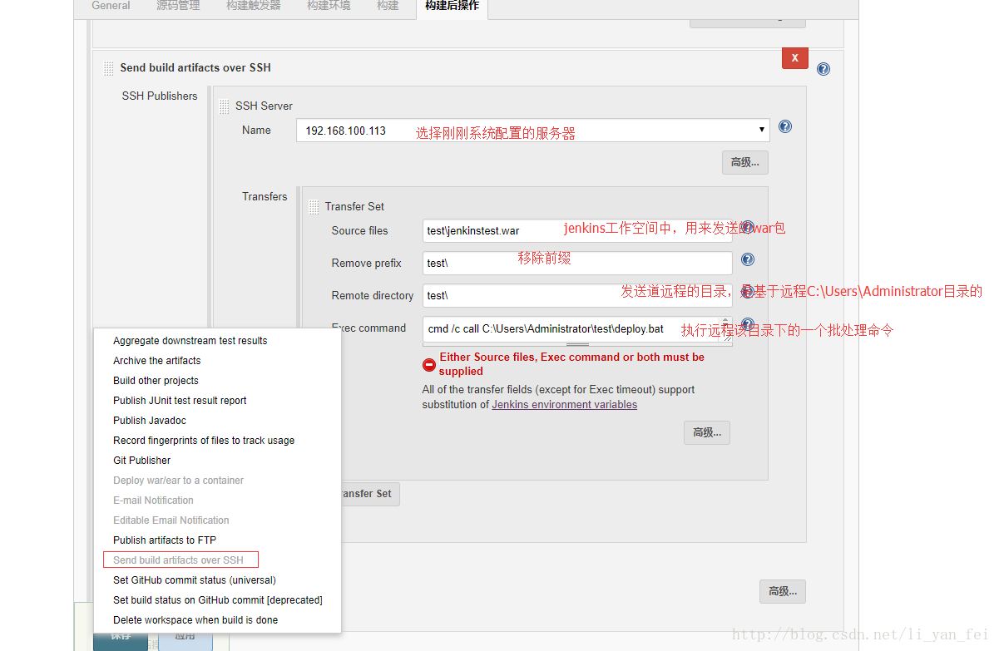 General 源码管理 构建触发器 构建环境 构建 构建后操作
Send build artifacts over SSH
X
SSH Publishers
SSH Server
Name
192.168.100.113
选择刚刚系统配置的服务器
高级...
Transfers
Transfer Set
Source files
test\jenkinstest.war
jenkins工作空间中，用来发送的war包
Remove prefix
test\
移除前缀
Remote directory
test\
发送道远程的目录，是基于远程C:\Users\Administrator目录的
Exec command
cmd /c call C:\Users\Administrator\test\deploy.bat
执行远程该目录下的一个批处理命令
Either Source files, Exec command or both must be
supplied
All of the transfer fields (except for Exec timeout) support
substitution of Jenkins environment variables
高级...
ransfer Set
高级...
Aggregate downstream test results
Archive the artifacts
Build other projects
Publish JUnit test result report
Publish Javadoc
Record fingerprints of files to track usage
Git Publisher
Deploy war/ear to a container
E-mail Notification
Editable Email Notification
Publish artifacts to FTP
Send build artifacts over SSH
Set GitHub commit status (universal)
Set build status on GitHub commit [deprecated]
Delete workspace when build is done
保存
应用
http://blog.csdn.net/li_yan_fei